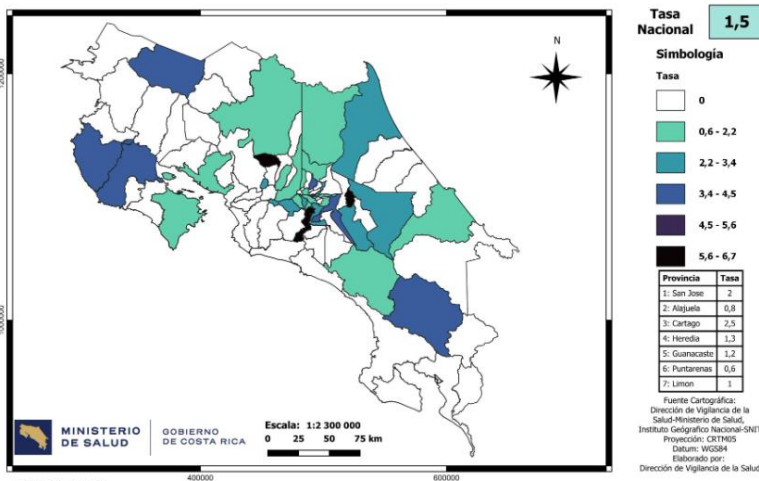 Tasa
Nacional
1,5
Simbología
Tasa
0
0,6 - 2,2
2,2 - 3,4
3,4 - 4,5
4,5 - 5,6
5,6 - 6,7
Provincia Tasa
1: San Jose 2
2: Alajuela 0,8
3: Cartago 2,5
4: Heredia 1,3
5: Guanacaste 1,2
6: Puntarenas 0,6
7: Limon 1
Fuente Cartográfica:
Dirección de Vigilancia de la
Salud-Ministerio de Salud,
Instituto Geógrafico Nacional-SNIT
Proyección: CRTM05
Datum: WGS84
Elaborado por:
Dirección de Vigilancia de la Salud
N
MINISTERIO
DE SALUD
GOBIERNO
DE COSTA RICA
Escala: 1:2 300 000
0 25 50 75 km
400000 600000